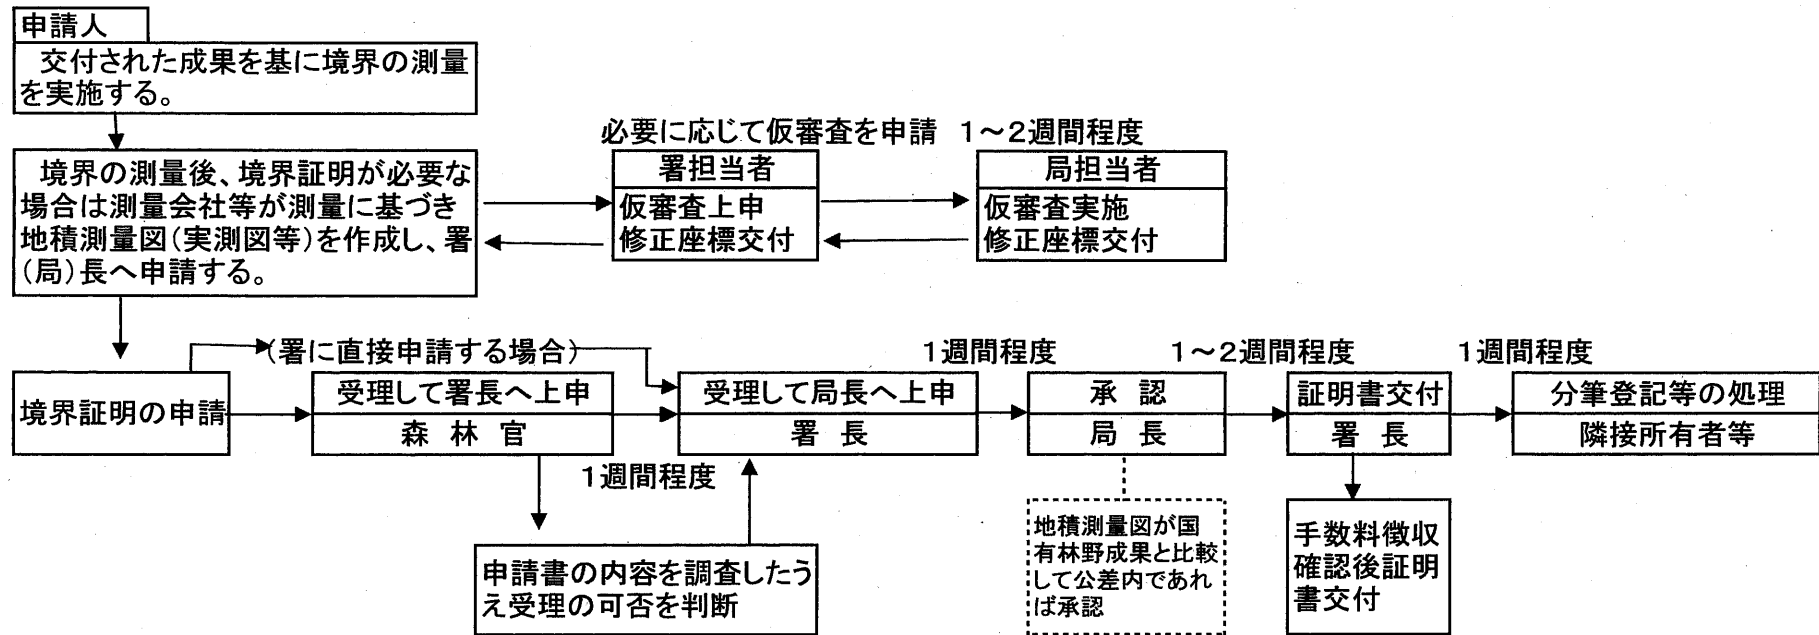 申請人
交付された成果を基に境界の測量
を実施する。
必要に応じて仮審査を申請 1~2週間程度
境界の測量後、境界証明が必要な
場合は測量会社等が測量に基づき
地積測量図(実測図等)を作成し、署
(局)長へ申請する。
署担当者
仮審査上申
修正座標交付
局担当者
仮審査実施
修正座標交付
(署に直接申請する場合)
1週間程度
1~2週間程度
1週間程度
境界証明の申請
受理して署長へ上申
森林官
受理して局長へ上申
署長
承認
局長
証明書交付
署長
分筆登記等の処理
隣接所有者等
1週間程度
申請書の内容を調査したう
え受理の可否を判断
地積測量図が国
有林野成果と比較
して公差内であれ
ば承認
手数料徴収
確認後証明
書交付